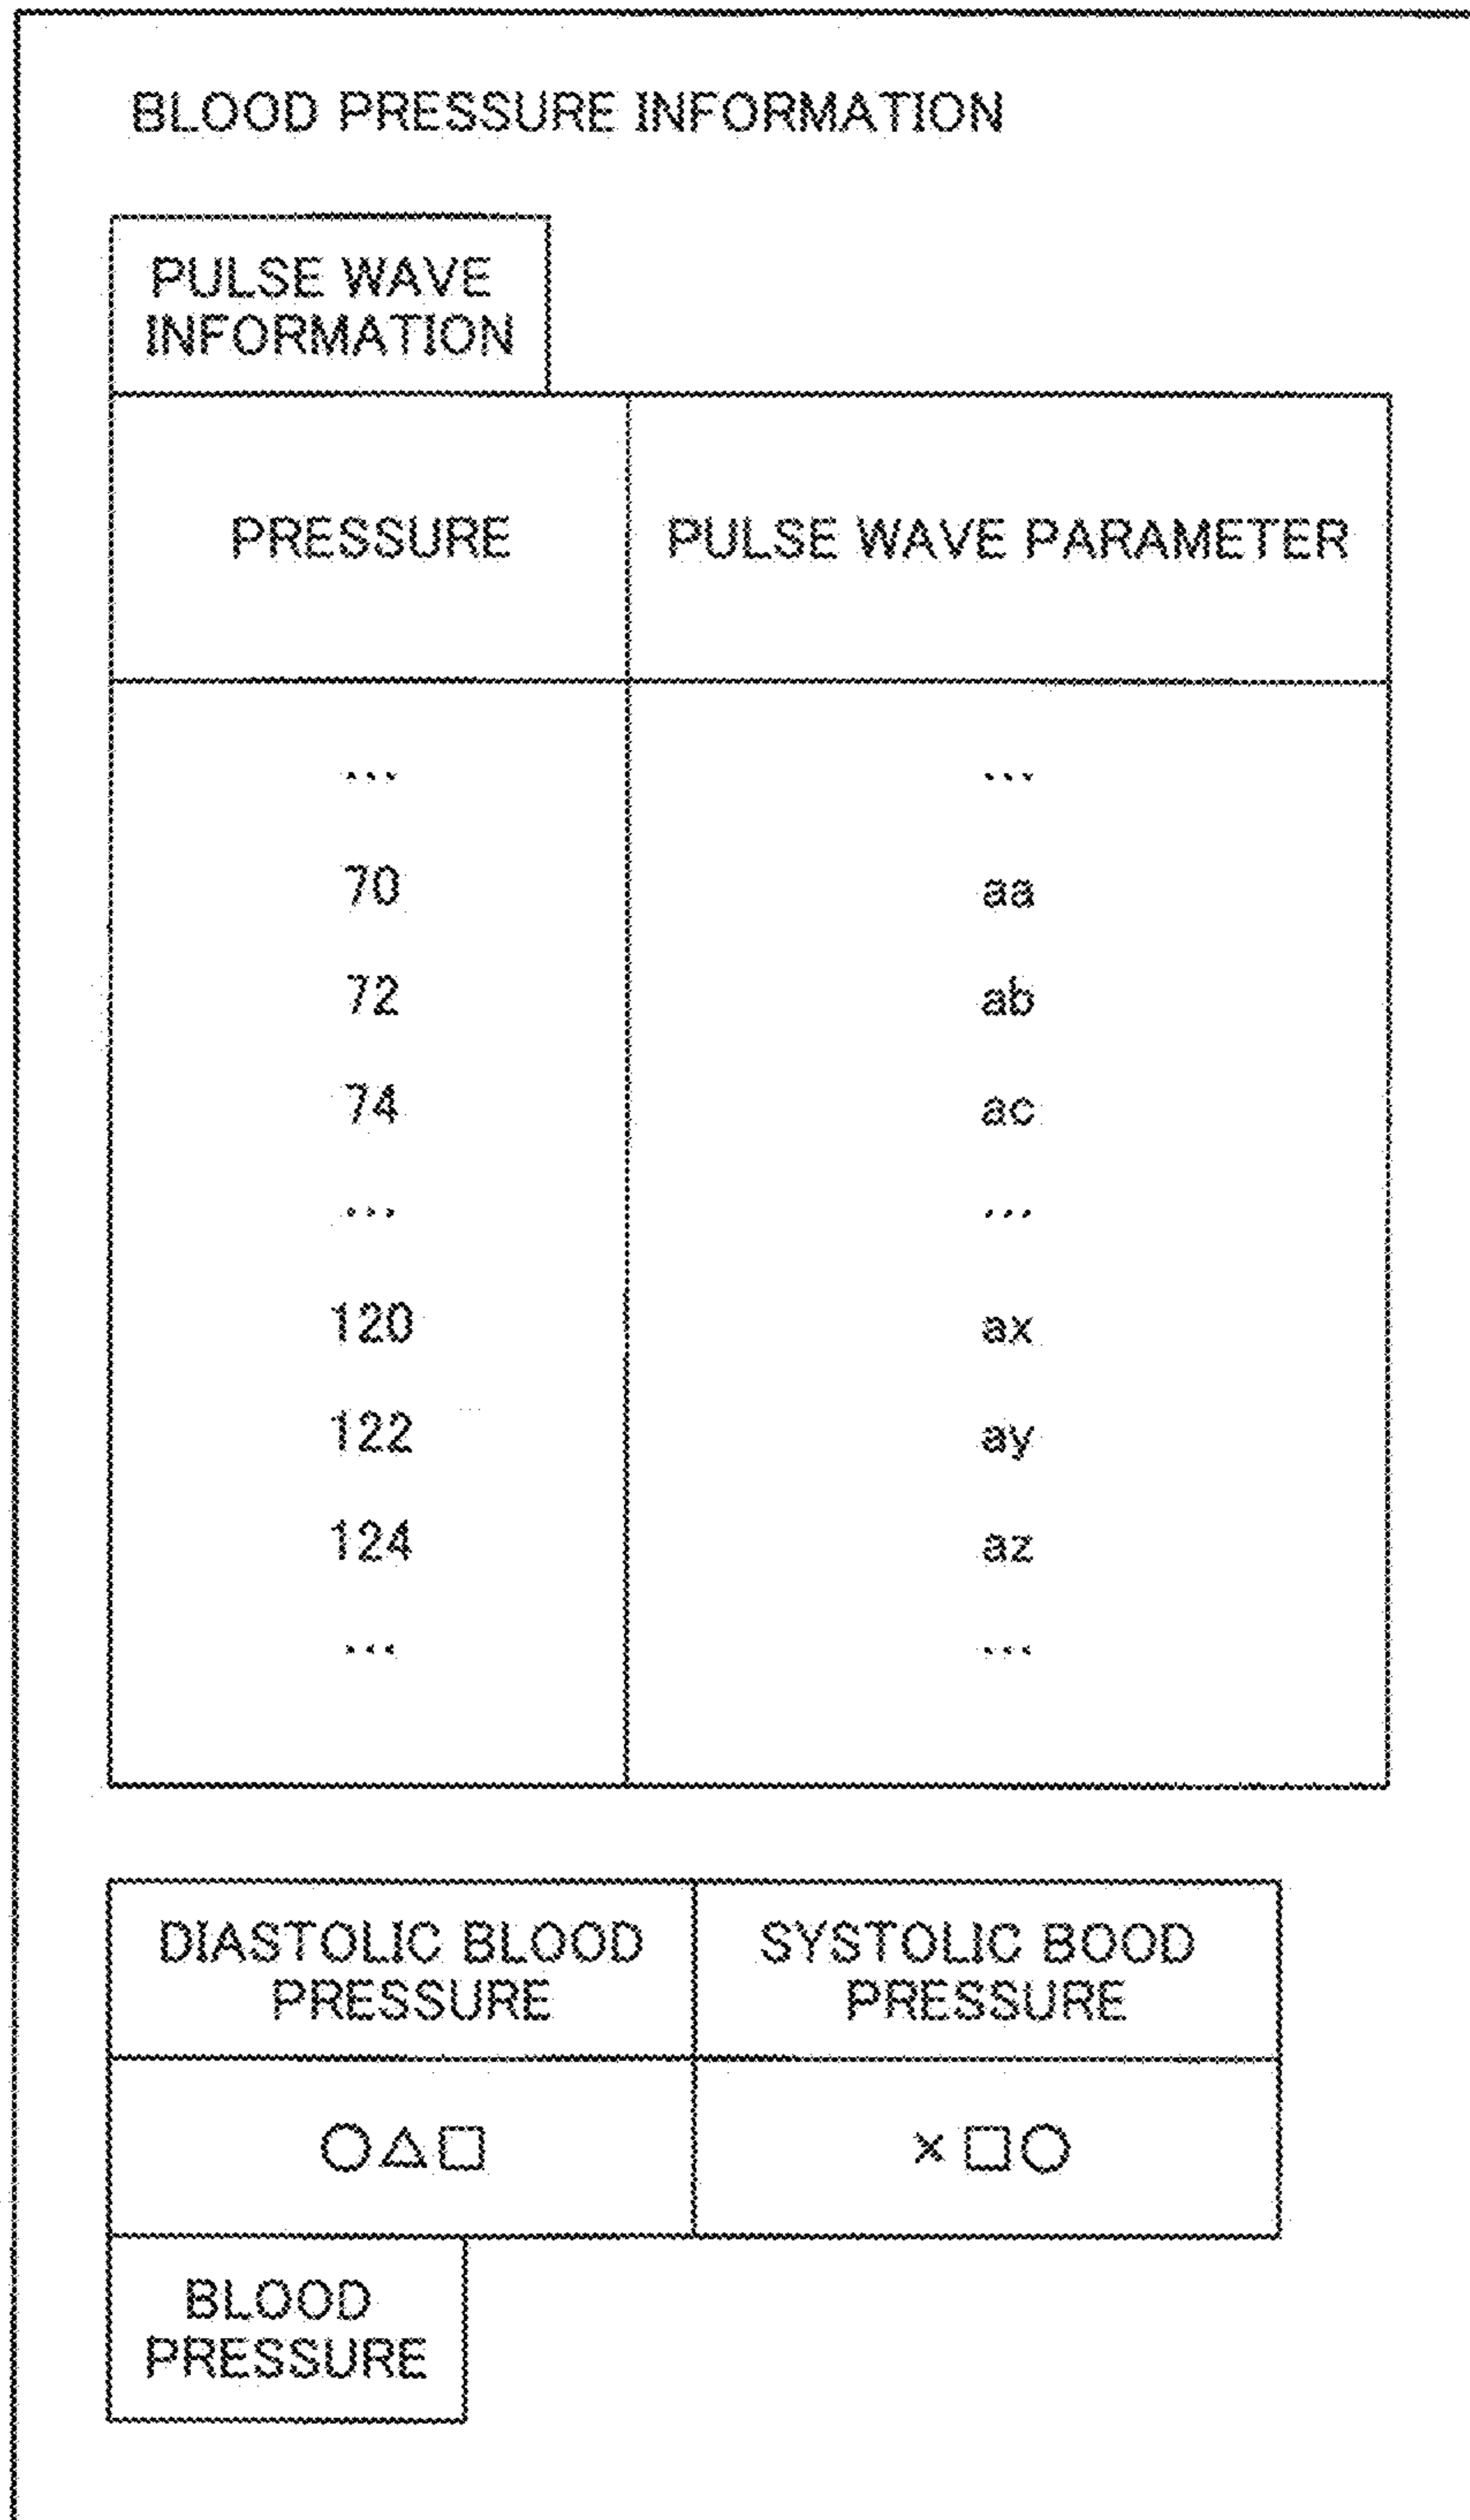 BLOOD PRESSURE INFORMATION
PULSE WAVE
INFORMATION
PRESSURE PULSE WAVE PARAMETER
... ...
70 aa
72 ab
74 ac
... ...
120 ax
122 ay
124 az
... ...
DIASTOLIC BLOOD PRESSURE SYSTOLIC BOOD PRESSURE
○△□ ×□○
BLOOD
PRESSURE